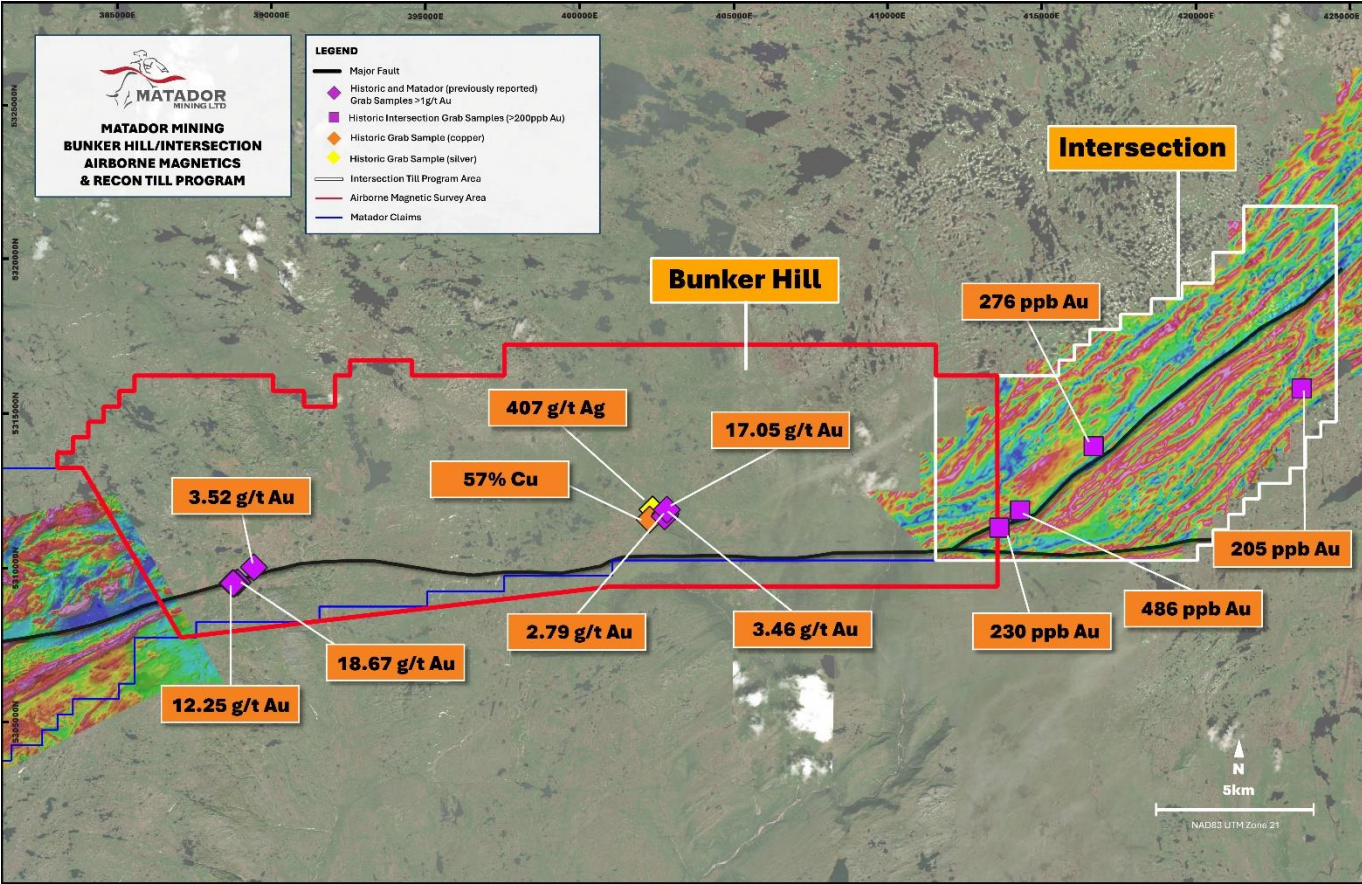 385000E
390000E
395000E
400000E
405000E
410000E
415000E
420000E
425000E
5325000N
5320000N
5315000N
5310000N
5305000N
MATADOR
MINING LTD
MATADOR MINING
BUNKER HILL/INTERSECTION
AIRBORNE MAGNETICS
& RECON TILL PROGRAM
LEGEND
Major Fault
Historic and Matador (previously reported)
Grab Samples >1g/t Au
Historic Intersection Grab Samples (>200ppb Au)
Historic Grab Sample (copper)
Historic Grab Sample (silver)
Intersection Till Program Area
Airborne Magnetic Survey Area
Matador Claims
Intersection
Bunker Hill
276 ppb Au
407 g/t Ag
17.05 g/t Au
57% Cu
3.52 g/t Au
205 ppb Au
486 ppb Au
2.79 g/t Au
3.46 g/t Au
230 ppb Au
18.67 g/t Au
12.25 g/t Au
N
5km
NAD83 UTM Zone 21